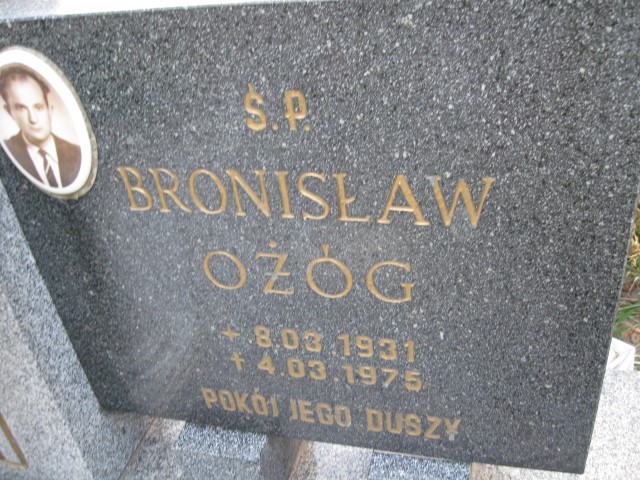 Ś.P.
BRONISŁAW
OŻÓG
+ 8.03.1931
† 4.03.1975
POKÓJ JEGO DUSZY